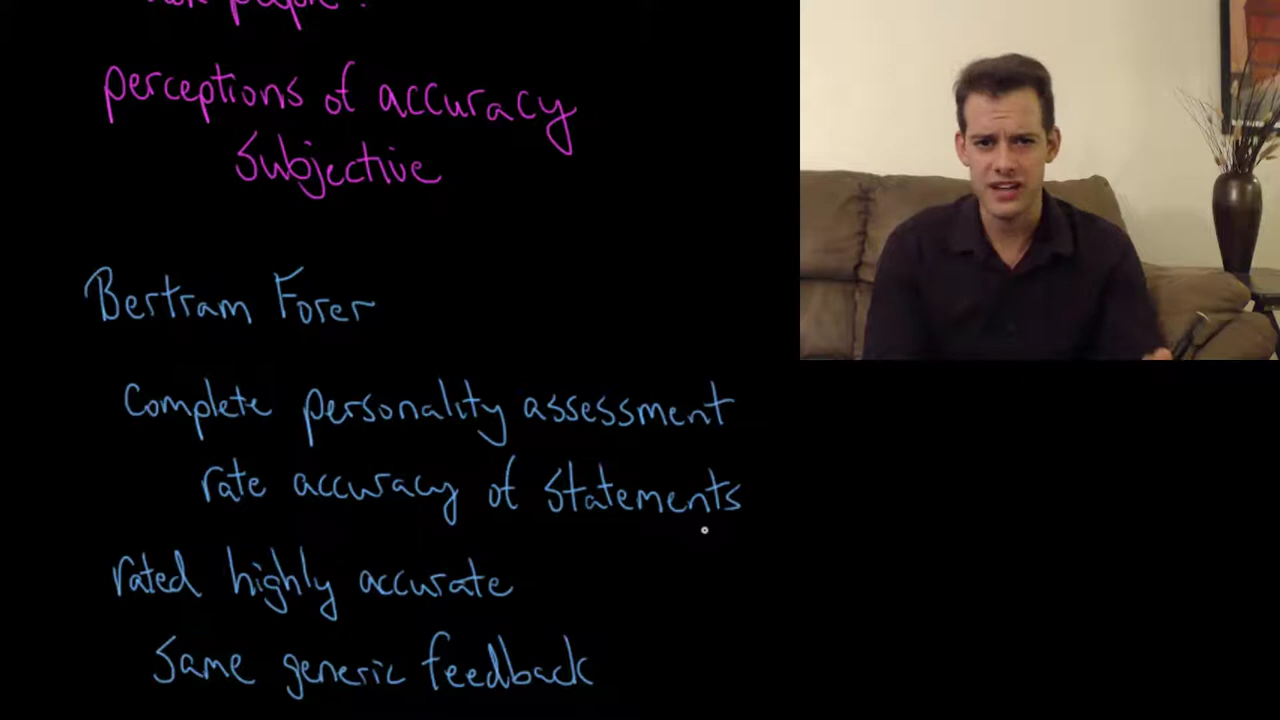 people!
perceptions of accuracy
Subjective
Bertram Forer
Complete personality assessment
rate accuracy of statements
rated highly accurate
Same generic feedback